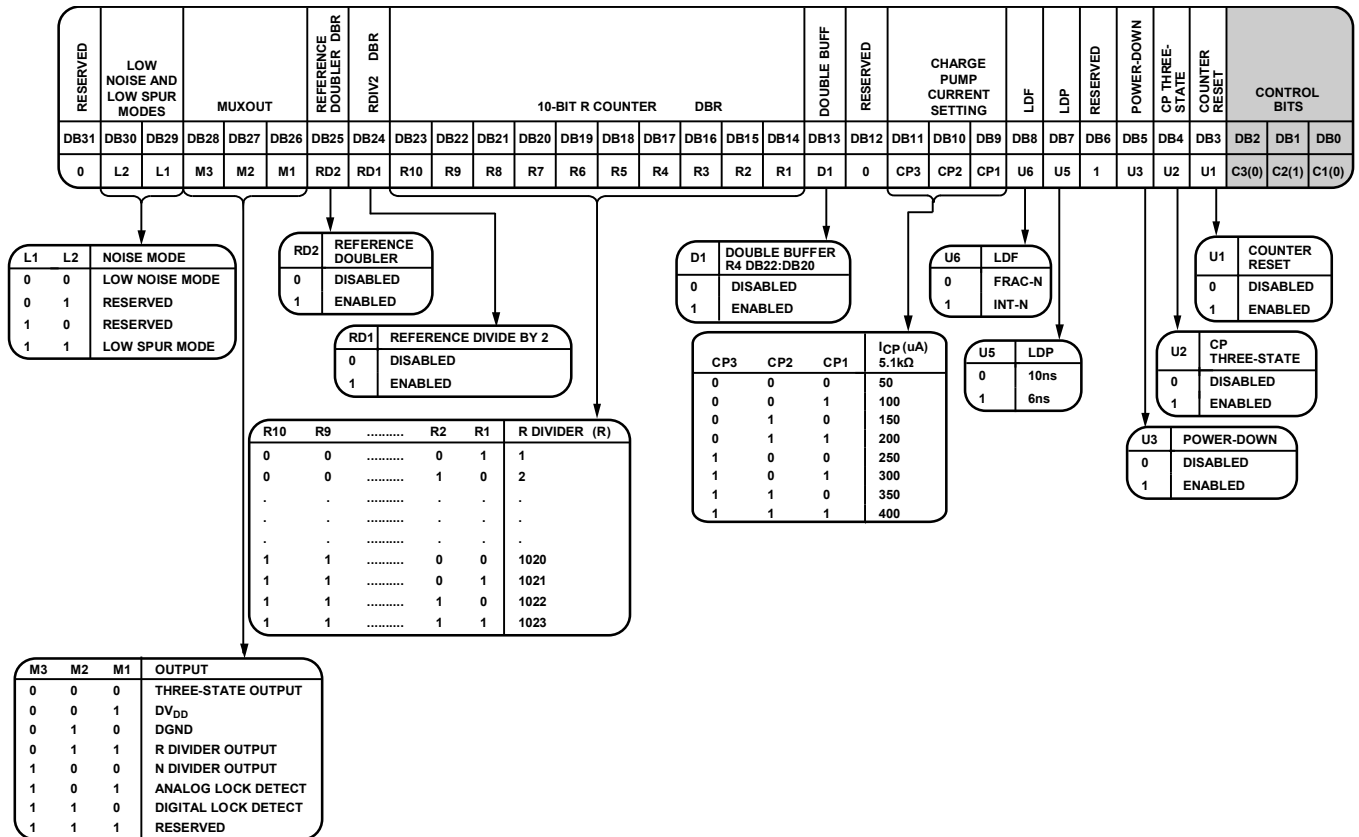 RESERVED
LOW
NOISE AND
LOW SPUR
MODES
MUXOUT
REFERENCE
DOUBLER DBR
RDIV2 DBR
10-BIT R COUNTER DBR
DOUBLE BUFF
RESERVED
CHARGE
PUMP
CURRENT
SETTING
LDF
LDP
RESERVED
POWER-DOWN
CP THREE-
STATE
COUNTER
RESET
CONTROL
BITS
DB31 DB30 DB29 DB28 DB27 DB26 DB25 DB24 DB23 DB22 DB21 DB20 DB19 DB18 DB17 DB16 DB15 DB14 DB13 DB12 DB11 DB10 DB9 DB8 DB7 DB6 DB5 DB4 DB3 DB2 DB1 DB0
0 L2 L1 M3 M2 M1 RD2 RD1 R10 R9 R8 R7 R6 R5 R4 R3 R2 R1 D1 0 CP3 CP2 CP1 U6 U5 1 U3 U2 U1 C3(0) C2(1) C1(0)
L1 L2 NOISE MODE
0 0 LOW NOISE MODE
0 1 RESERVED
1 0 RESERVED
1 1 LOW SPUR MODE
RD2 REFERENCE
DOUBLER
0 DISABLED
1 ENABLED
RD1 REFERENCE DIVIDE BY 2
0 DISABLED
1 ENABLED
R10 R9 .......... R2 R1 R DIVIDER (R)
0 0 .......... 0 1 1
0 0 .......... 1 0 2
. . .......... . . .
. . .......... . . .
. . .......... . . .
1 1 .......... 0 0 1020
1 1 .......... 0 1 1021
1 1 .......... 1 0 1022
1 1 .......... 1 1 1023
D1 DOUBLE BUFFER
R4 DB22:DB20
0 DISABLED
1 ENABLED
CP3 CP2 CP1 ICP (uA)
5.1kΩ
0 0 0 50
0 0 1 100
0 1 0 150
0 1 1 200
1 0 0 250
1 0 1 300
1 1 0 350
1 1 1 400
U6 LDF
0 FRAC-N
1 INT-N
U5 LDP
0 10ns
1 6ns
U1 COUNTER
RESET
0 DISABLED
1 ENABLED
U2 CP
THREE-STATE
0 DISABLED
1 ENABLED
U3 POWER-DOWN
0 DISABLED
1 ENABLED
M3 M2 M1 OUTPUT
0 0 0 THREE-STATE OUTPUT
0 0 1 DVDD
0 1 0 DGND
0 1 1 R DIVIDER OUTPUT
1 0 0 N DIVIDER OUTPUT
1 0 1 ANALOG LOCK DETECT
1 1 0 DIGITAL LOCK DETECT
1 1 1 RESERVED